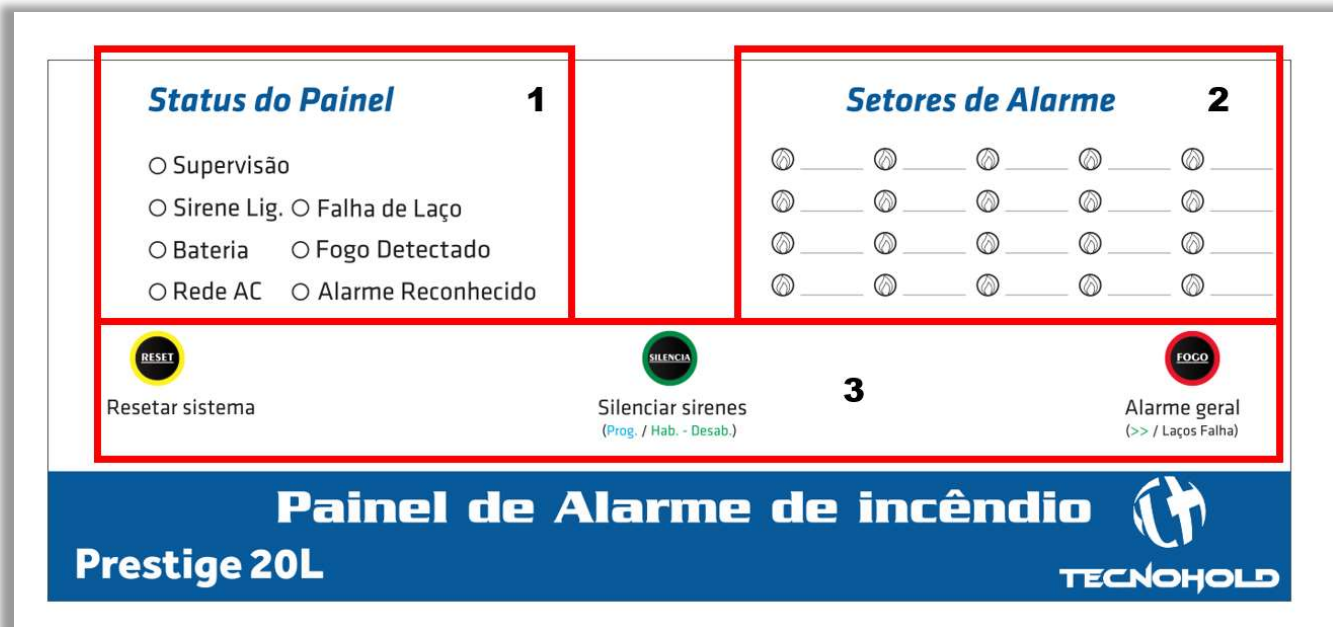 Status do Painel 1
Supervisão
Sirene Lig. Falha de Laço
Bateria Fogo Detectado
Rede AC Alarme Reconhecido
Setores de Alarme 2
RESET
Resetar sistema
SILENCIA
Silenciar sirenes
(Prog. / Hab. - Desab.)
3
FOGO
Alarme geral
(>> / Laços Falha)
Painel de Alarme de incêndio
Prestige 20L
TECNOHOLD